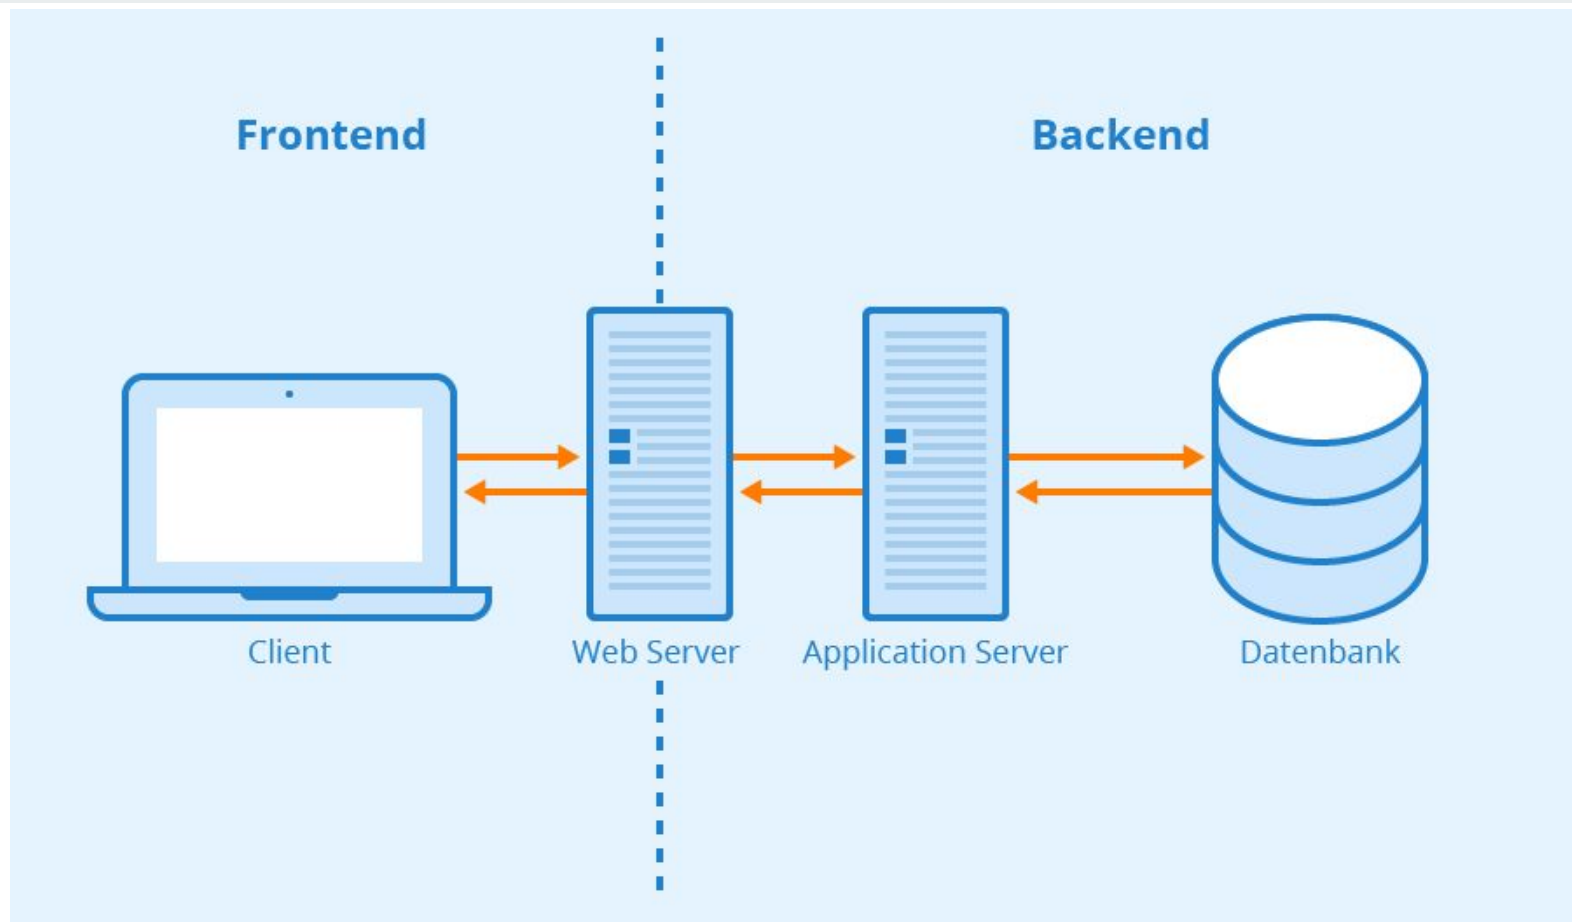 Frontend
Backend
Client
Web Server
Application Server
Datenbank